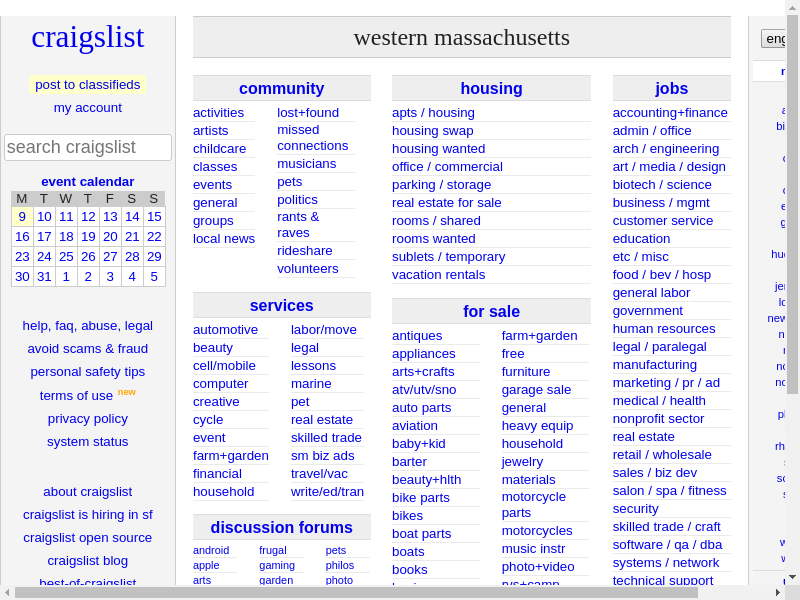 craigslist
post to classifieds
my account
search craigslist
event calendar
M T W T F S S
9 10 11 12 13 14 15
16 17 18 19 20 21 22
23 24 25 26 27 28 29
30 31 1 2 3 4 5
help, faq, abuse, legal
avoid scams & fraud
personal safety tips
terms of use new
privacy policy
system status
about craigslist
craigslist is hiring in sf
craigslist open source
craigslist blog
best-of-craigslist
western massachusetts
community
activities
artists
childcare
classes
events
general
groups
local news
lost+found
missed
connections
musicians
pets
politics
rants &
raves
rideshare
volunteers
services
automotive
beauty
cell/mobile
computer
creative
cycle
event
farm+garden
financial
household
labor/move
legal
lessons
marine
pet
real estate
skilled trade
sm biz ads
travel/vac
write/ed/tran
discussion forums
android
apple
arts
frugal
gaming
garden
pets
philos
photo
housing
apts / housing
housing swap
housing wanted
office / commercial
parking / storage
real estate for sale
rooms / shared
rooms wanted
sublets / temporary
vacation rentals
for sale
antiques
appliances
arts+crafts
atv/utv/sno
auto parts
aviation
baby+kid
barter
beauty+hlth
bike parts
bikes
boat parts
boats
books
farm+garden
free
furniture
garage sale
general
heavy equip
household
jewelry
materials
motorcycle
parts
motorcycles
music instr
photo+video
rvs+camp
jobs
accounting+finance
admin / office
arch / engineering
art / media / design
biotech / science
business / mgmt
customer service
education
etc / misc
food / bev / hosp
general labor
government
human resources
legal / paralegal
manufacturing
marketing / pr / ad
medical / health
nonprofit sector
real estate
retail / wholesale
sales / biz dev
salon / spa / fitness
security
skilled trade / craft
software / qa / dba
systems / network
technical support